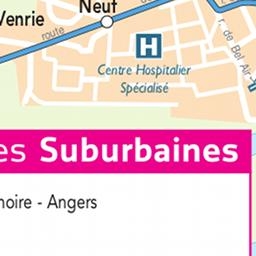 Neuf
Venrie
route
H
Centre Hospitalier
Spécialisé
r. de Bel Air
es Suburbaines
noire - Angers